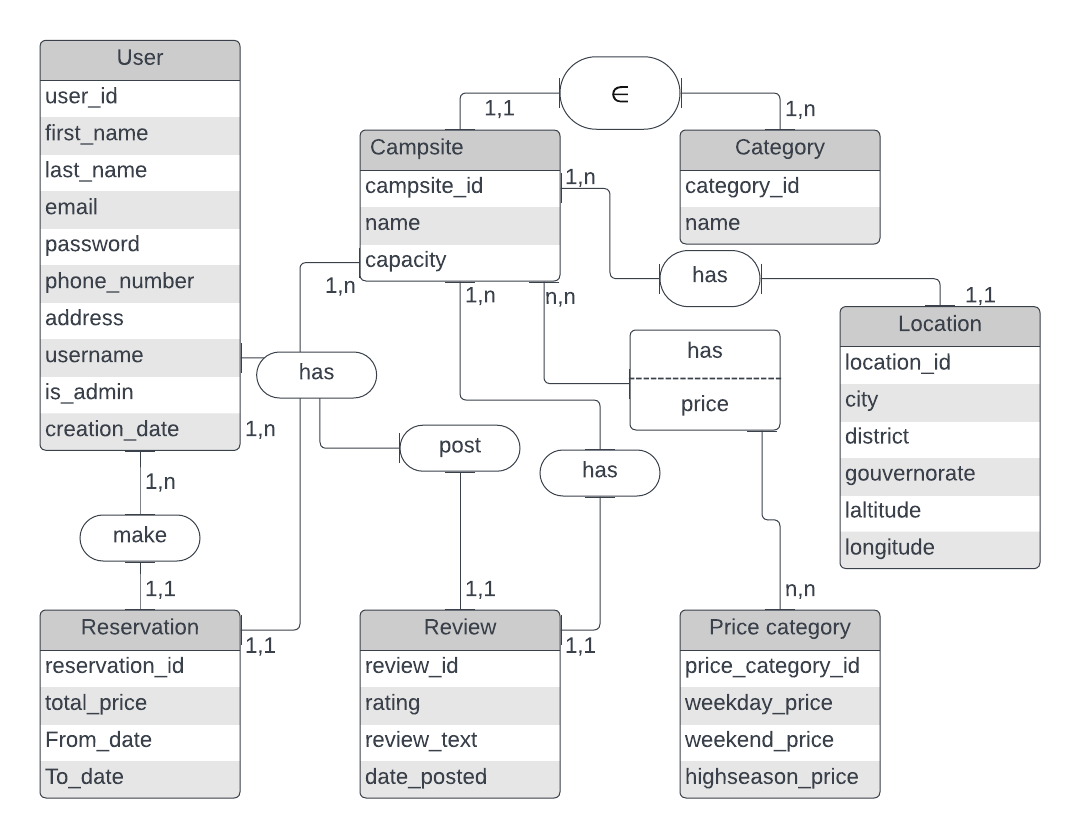 User
user_id
first_name
last_name
email
password
phone_number
address
username
is_admin
creation_date
1,n
1,n
make
1,1
Reservation
reservation_id
total_price
From_date
To_date
1,1
has
1,n
∈
1,1
1,n
Campsite
campsite_id
name
capacity
1,n
Category
category_id
name
has
1,1
Location
location_id
city
district
gouvernorate
laltitude
longitude
1,n
n,n
has
price
post
has
1,1
1,1
Review
review_id
rating
review_text
date_posted
n,n
Price category
price_category_id
weekday_price
weekend_price
highseason_price